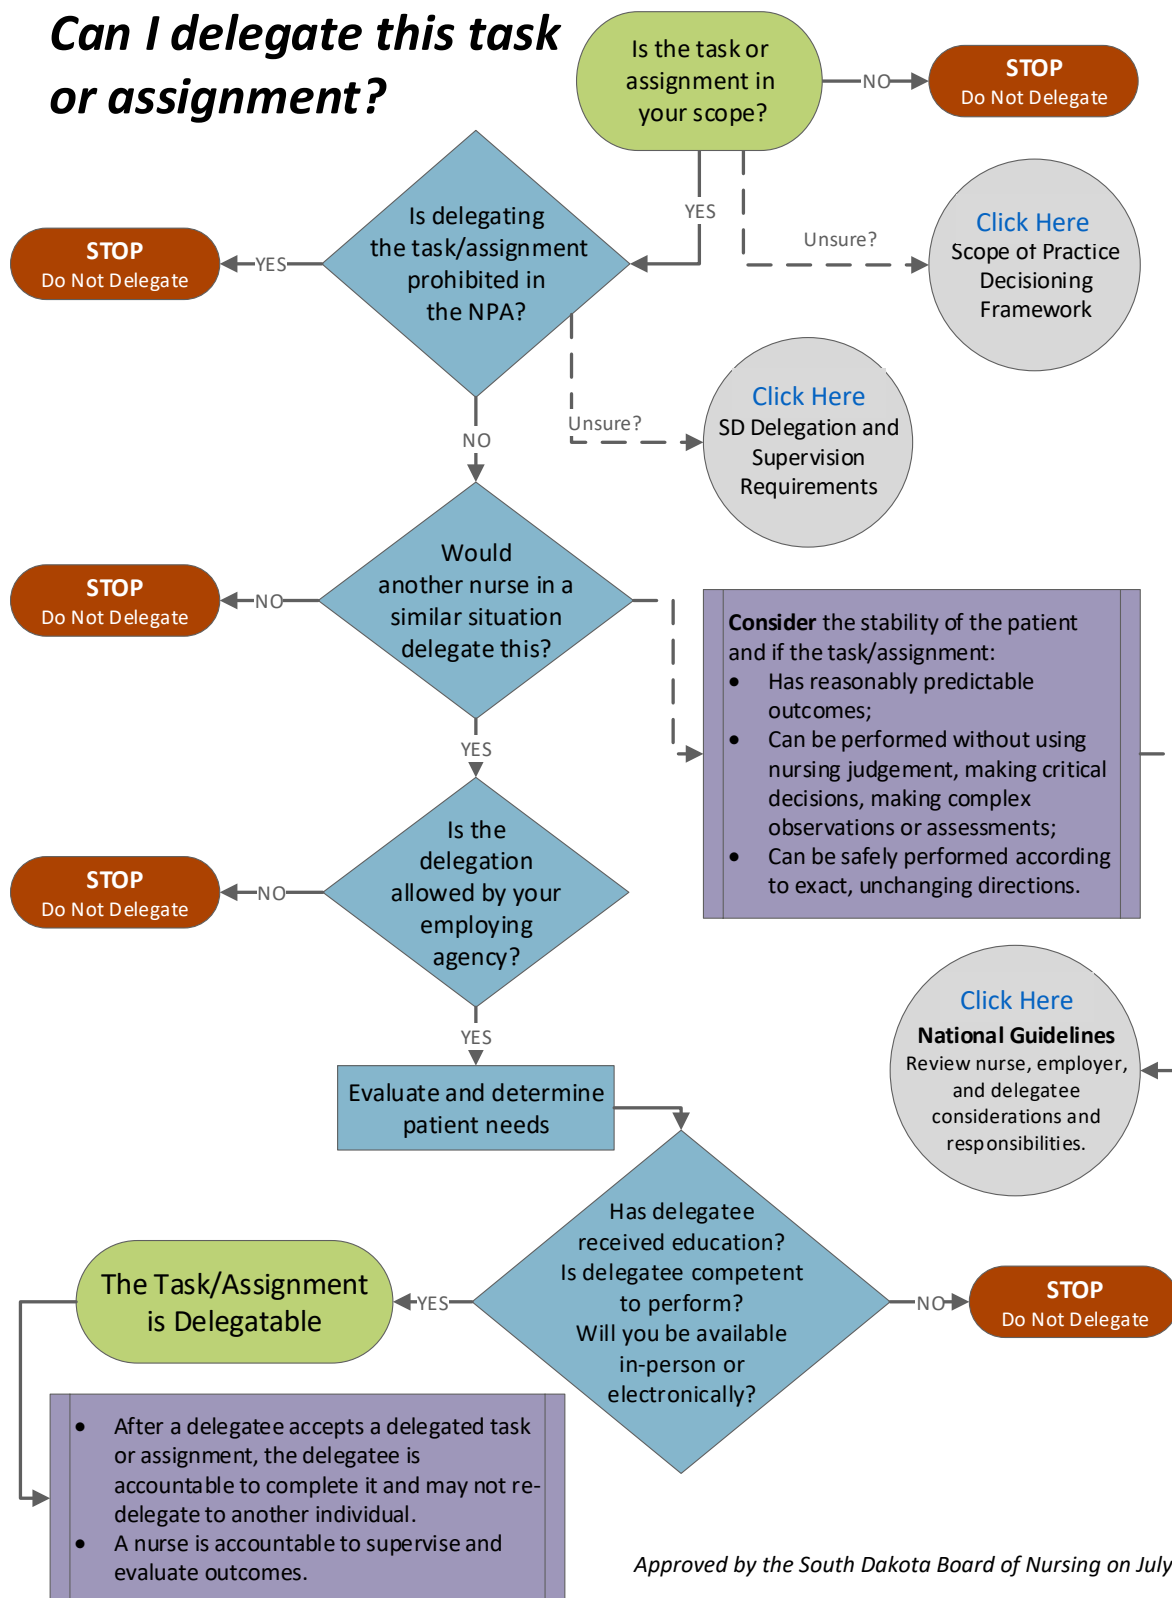 Can I delegate this task
or assignment?
Is the task or
assignment in
your scope?
NO
STOP
Do Not Delegate
YES
Unsure?
Click Here
Scope of Practice
Decisioning
Framework
Is delegating
the task/assignment
prohibited in
the NPA?
YES
STOP
Do Not Delegate
Unsure?
Click Here
SD Delegation and
Supervision
Requirements
NO
Would
another nurse in a
similar situation
delegate this?
NO
STOP
Do Not Delegate
Consider the stability of the patient
and if the task/assignment:
• Has reasonably predictable
outcomes;
• Can be performed without using
nursing judgement, making critical
decisions, making complex
observations or assessments;
• Can be safely performed according
to exact, unchanging directions.
YES
Is the
delegation
allowed by your
employing
agency?
NO
STOP
Do Not Delegate
Click Here
National Guidelines
Review nurse, employer,
and delegatee
considerations and
responsibilities.
YES
Evaluate and determine
patient needs
Has delegatee
received education?
Is delegatee competent
to perform?
Will you be available
in-person or
electronically?
NO
STOP
Do Not Delegate
YES
The Task/Assignment
is Delegatable
• After a delegatee accepts a delegated task
or assignment, the delegatee is
accountable to complete it and may not re-
delegate to another individual.
• A nurse is accountable to supervise and
evaluate outcomes.
Approved by the South Dakota Board of Nursing on July